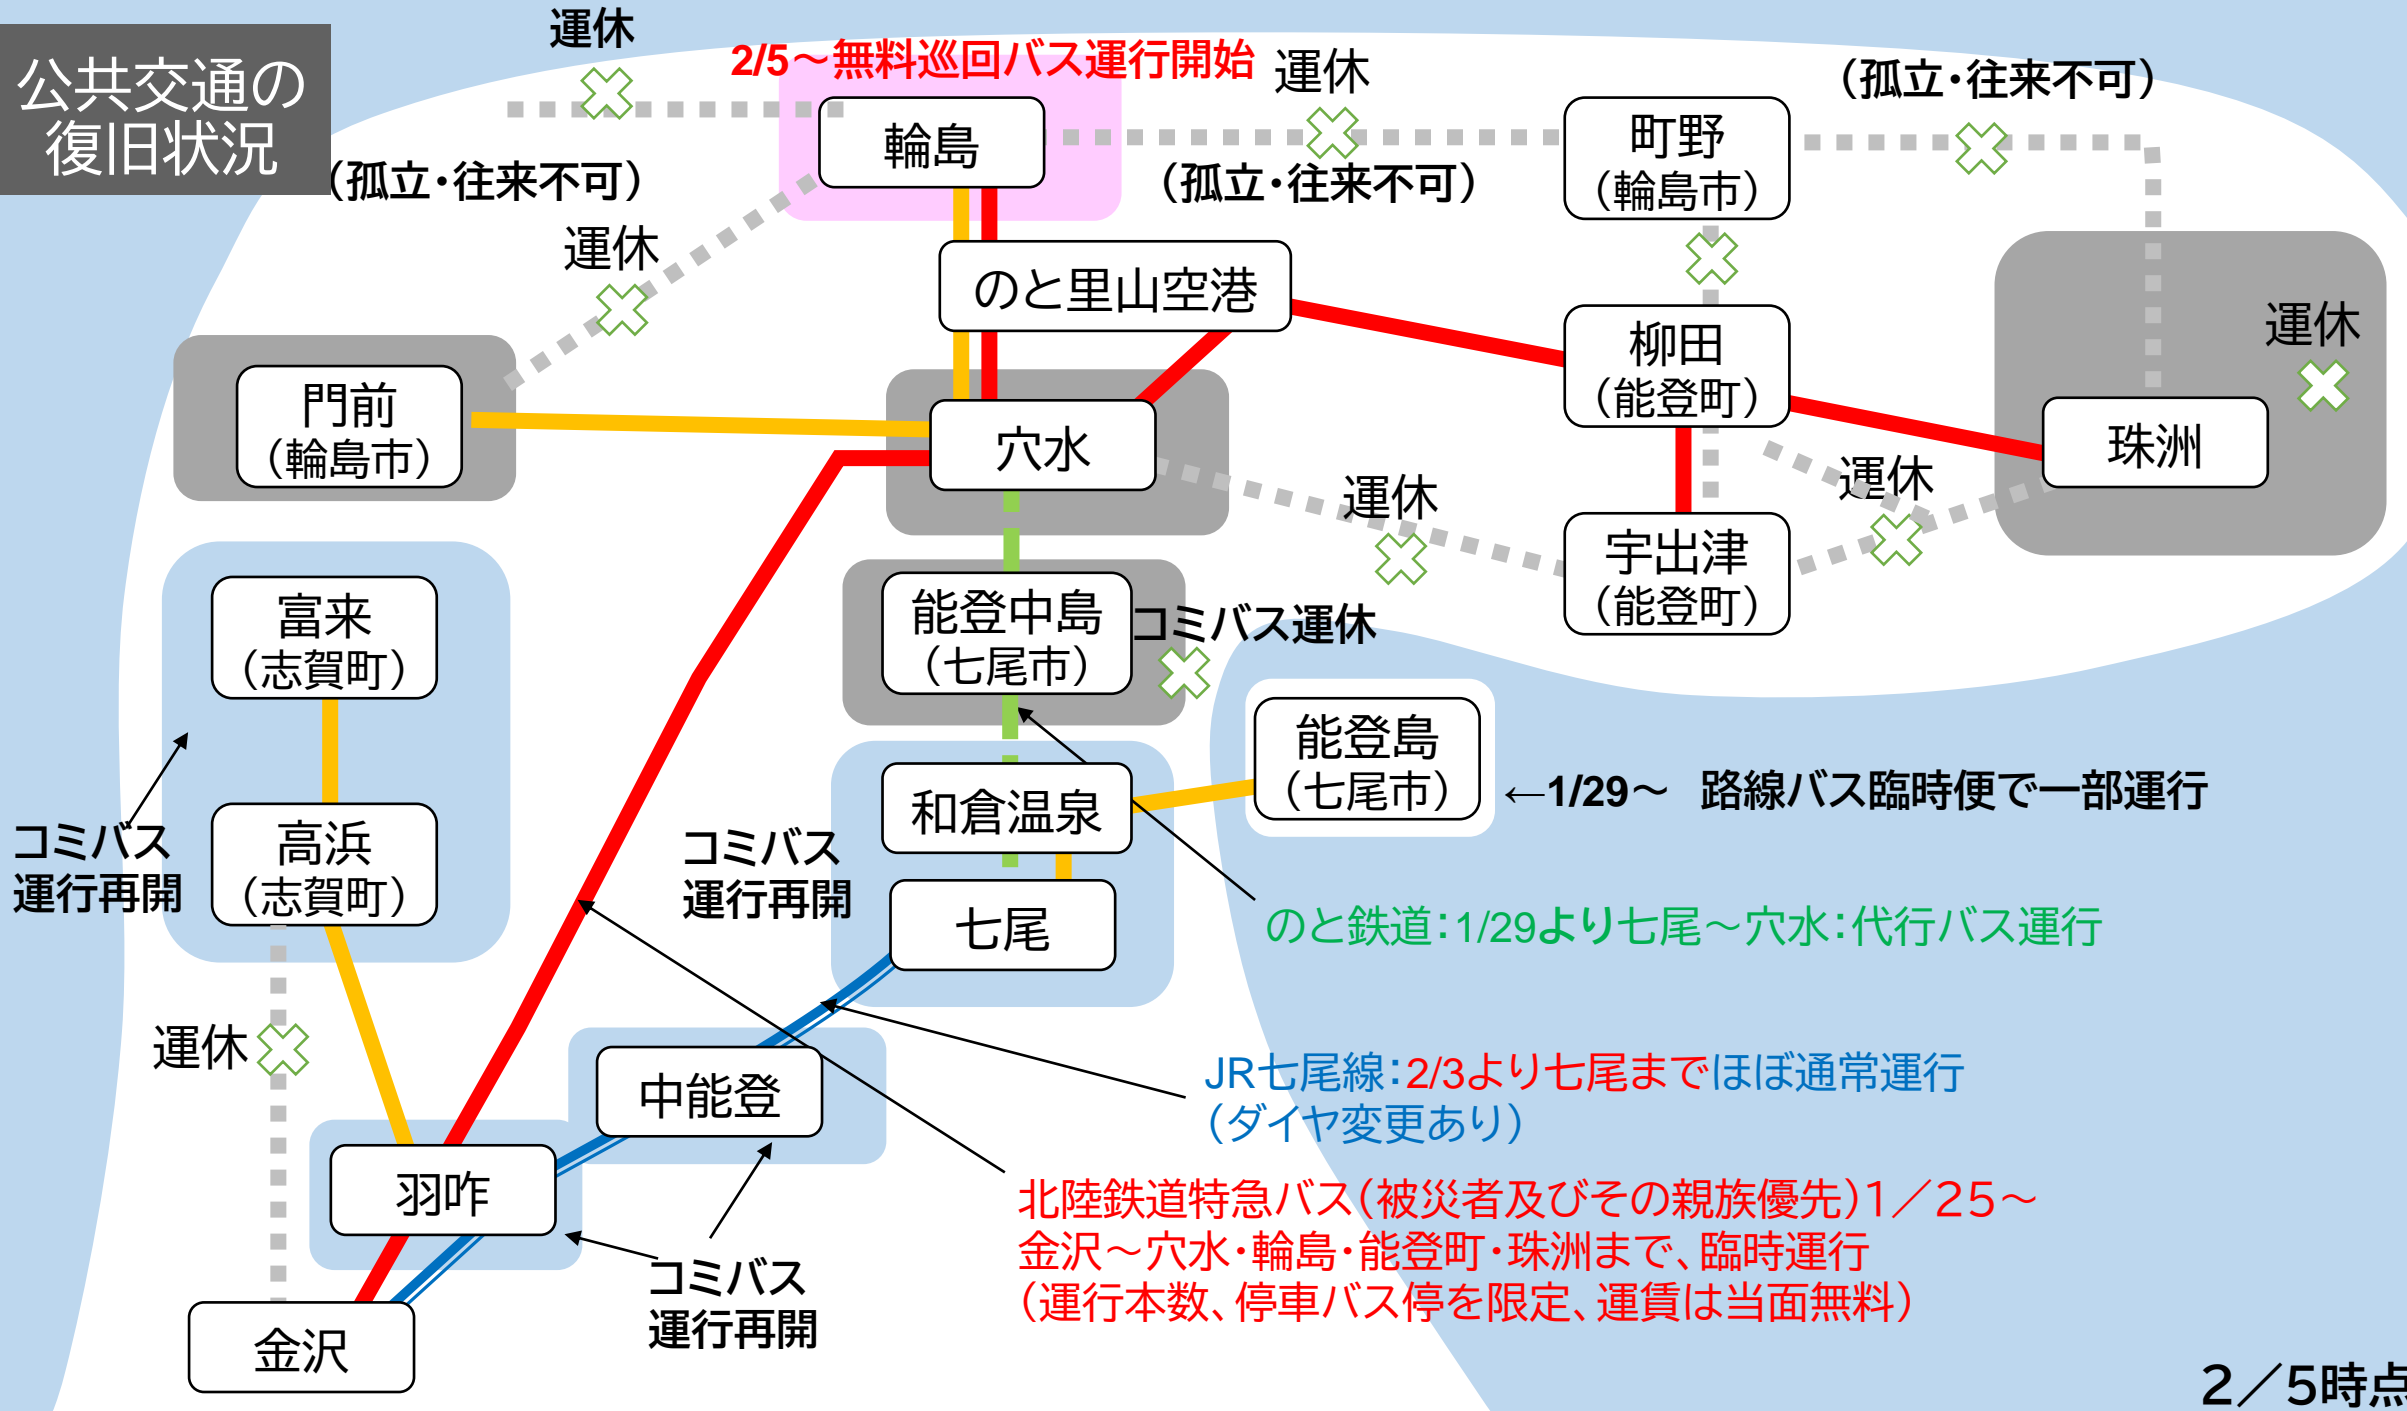 公共交通の
復旧状況
運休
2/5～無料巡回バス運行開始
運休
（孤立・往来不可）
輪島
町野
（輪島市）
（孤立・往来不可）
（孤立・往来不可）
運休
のと里山空港
柳田
（能登町）
運休
門前
（輪島市）
穴水
珠洲
運休
運休
宇出津
（能登町）
富来
（志賀町）
能登中島
（七尾市）
コミバス運休
能登島
（七尾市）
←1/29～　路線バス臨時便で一部運行
和倉温泉
高浜
（志賀町）
コミバス
運行再開
コミバス
運行再開
七尾
のと鉄道：1/29より七尾～穴水：代行バス運行
運休
中能登
JR七尾線：2/3より七尾までほぼ通常運行
（ダイヤ変更あり）
羽咋
北陸鉄道特急バス（被災者及びその親族優先）１／２５～
金沢～穴水・輪島・能登町・珠洲まで、臨時運行
（運行本数、停車バス停を限定、運賃は当面無料）
コミバス
運行再開
金沢
２／５時点